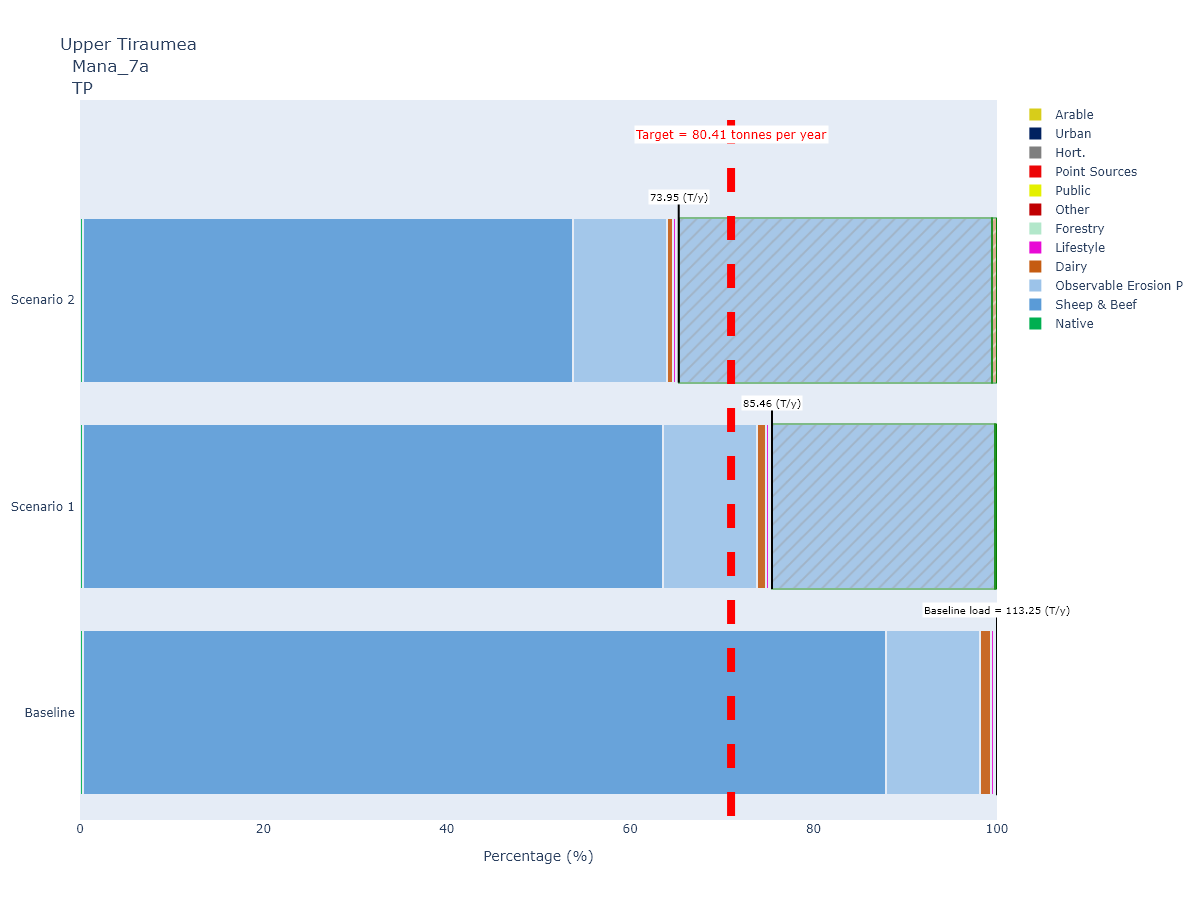 Upper Tiraumea
Mana_7a
TP
Target = 80.41 tonnes per year
73.95 (T/y)
Scenario 2
85.46 (T/y)
Scenario 1
Baseline load = 113.25 (T/y)
Baseline
0 20 40 60 80 100
Percentage (%)
Arable
Urban
Hort.
Point Sources
Public
Other
Forestry
Lifestyle
Dairy
Observable Erosion P
Sheep & Beef
Native